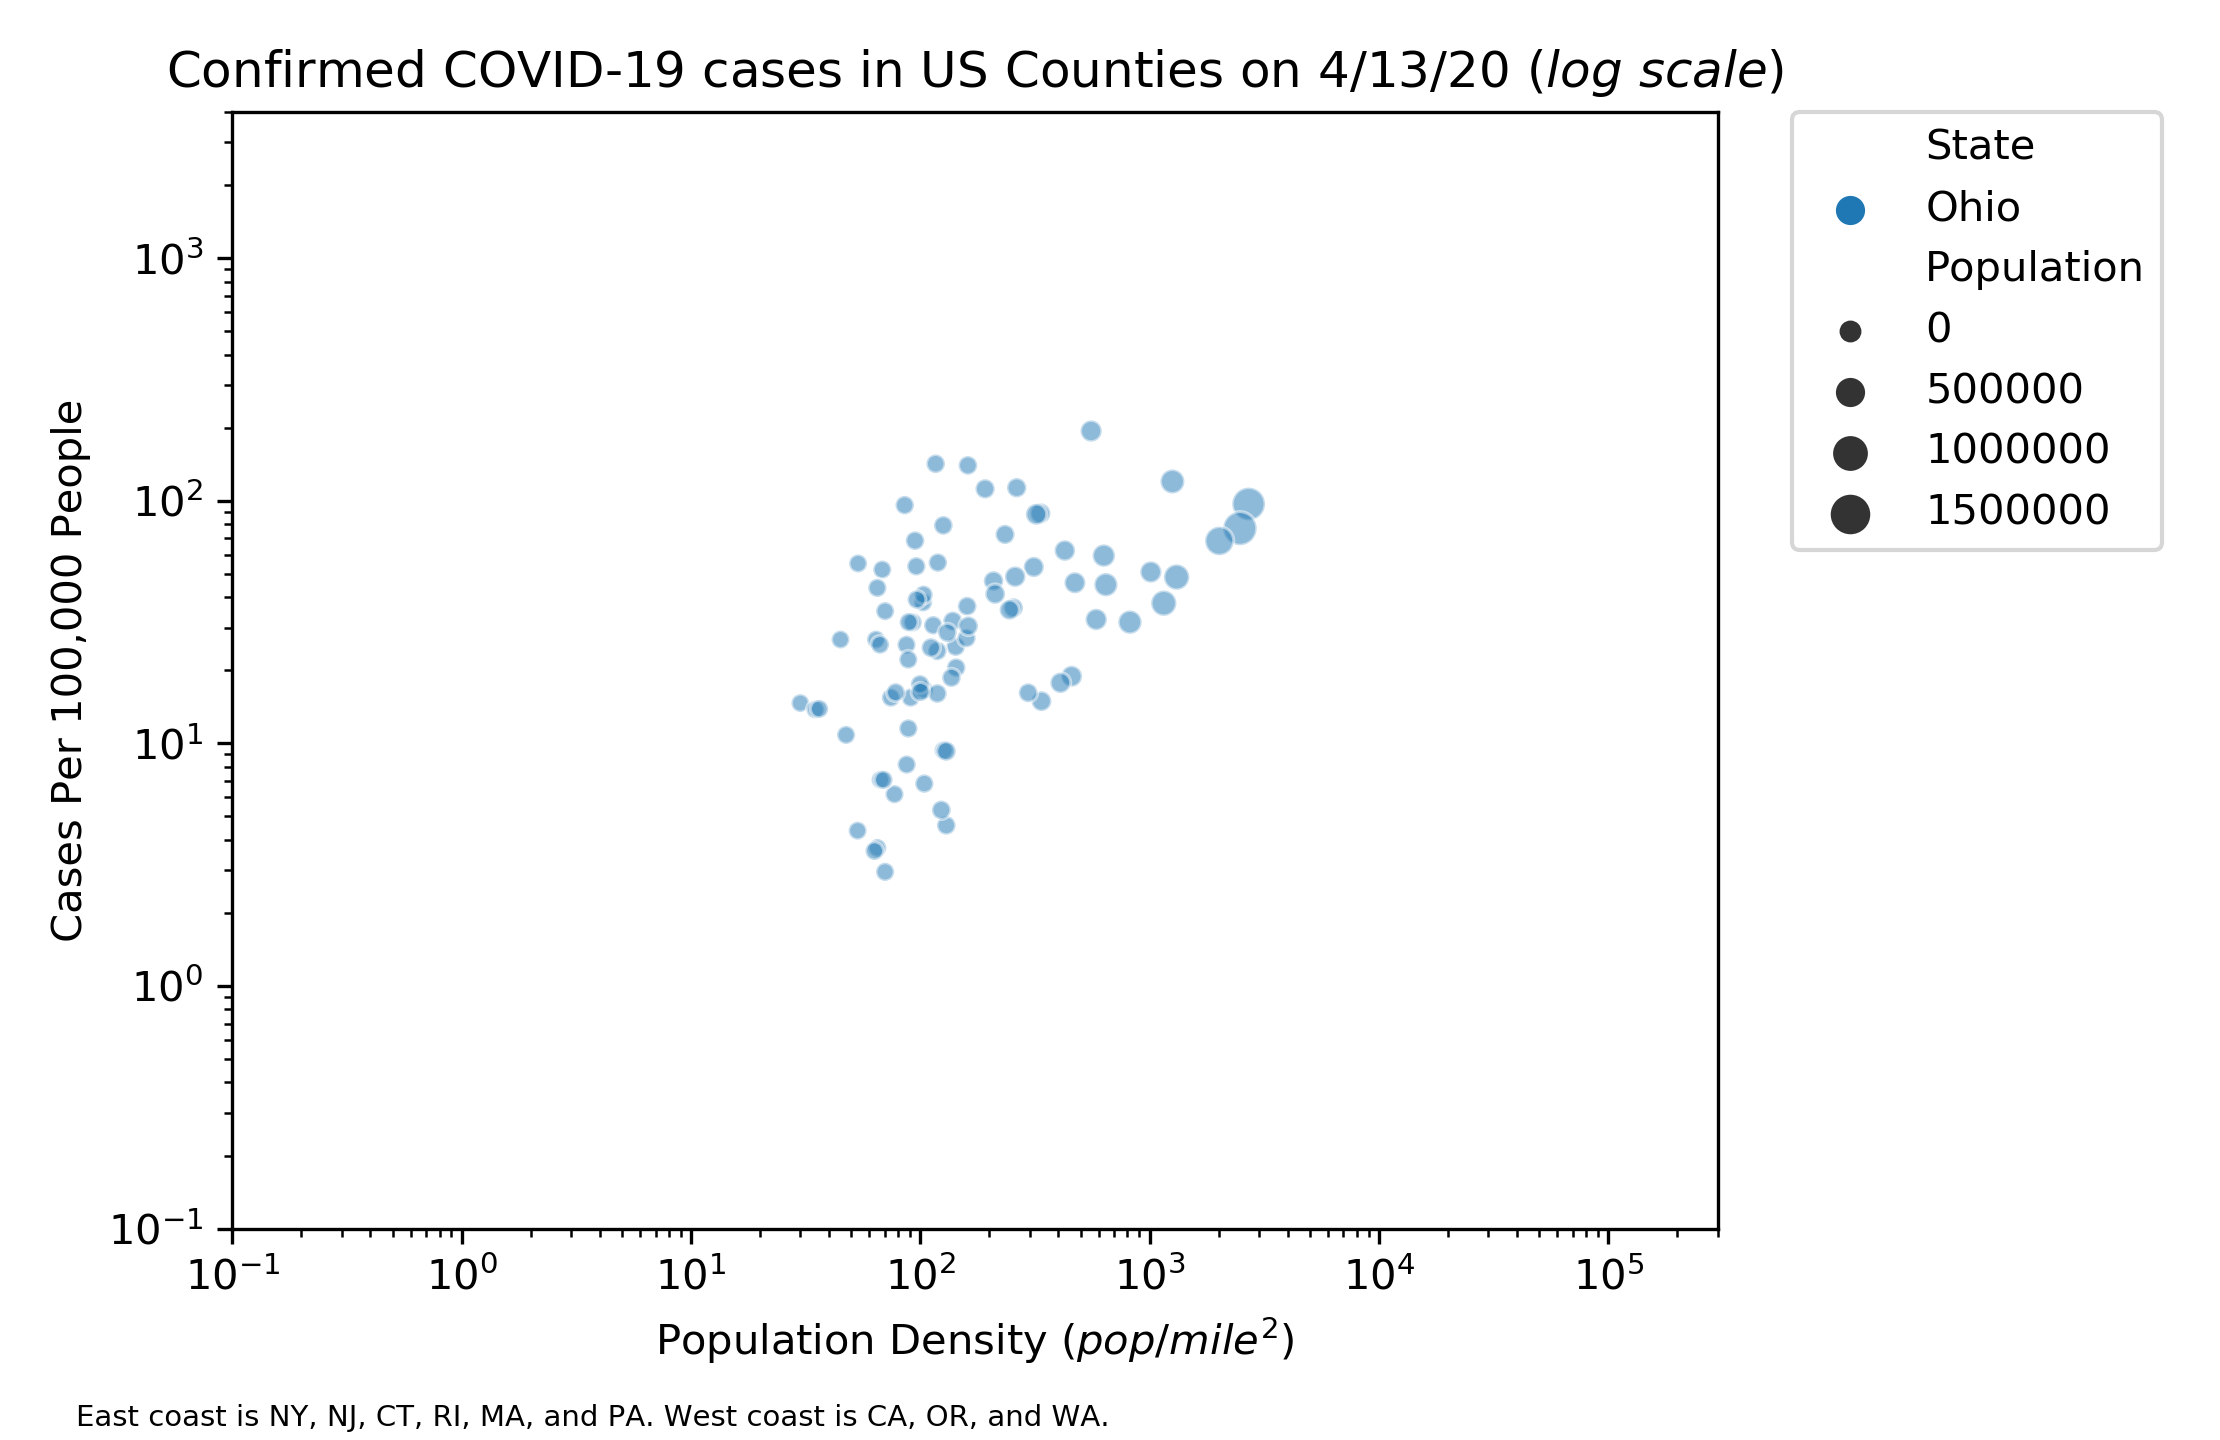 Confirmed COVID-19 cases in US Counties on 4/13/20 (log scale)
State
Ohio
Population
0
500000
1000000
1500000
Cases Per 100,000 People
10³
10²
10¹
10⁰
10⁻¹
10⁻¹ 10⁰ 10¹ 10² 10³ 10⁴ 10⁵
Population Density (pop/mile²)
East coast is NY, NJ, CT, RI, MA, and PA. West coast is CA, OR, and WA.